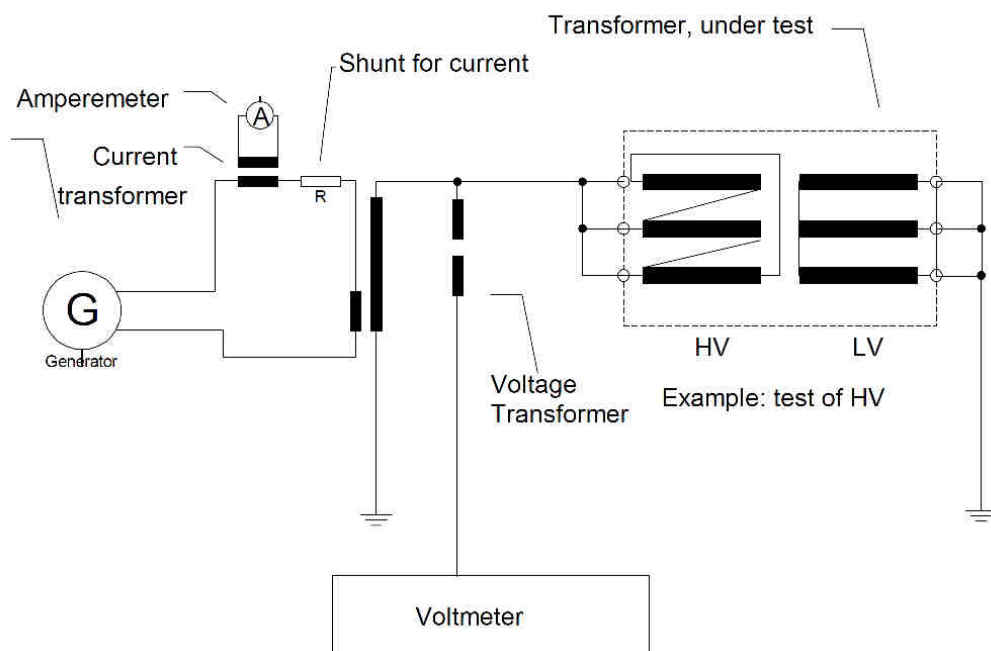 Transformer, under test
Shunt for current
Amperemeter
A
Current
transformer
R
G
Generator
HV
LV
Voltage
Transformer
Example: test of HV
Voltmeter